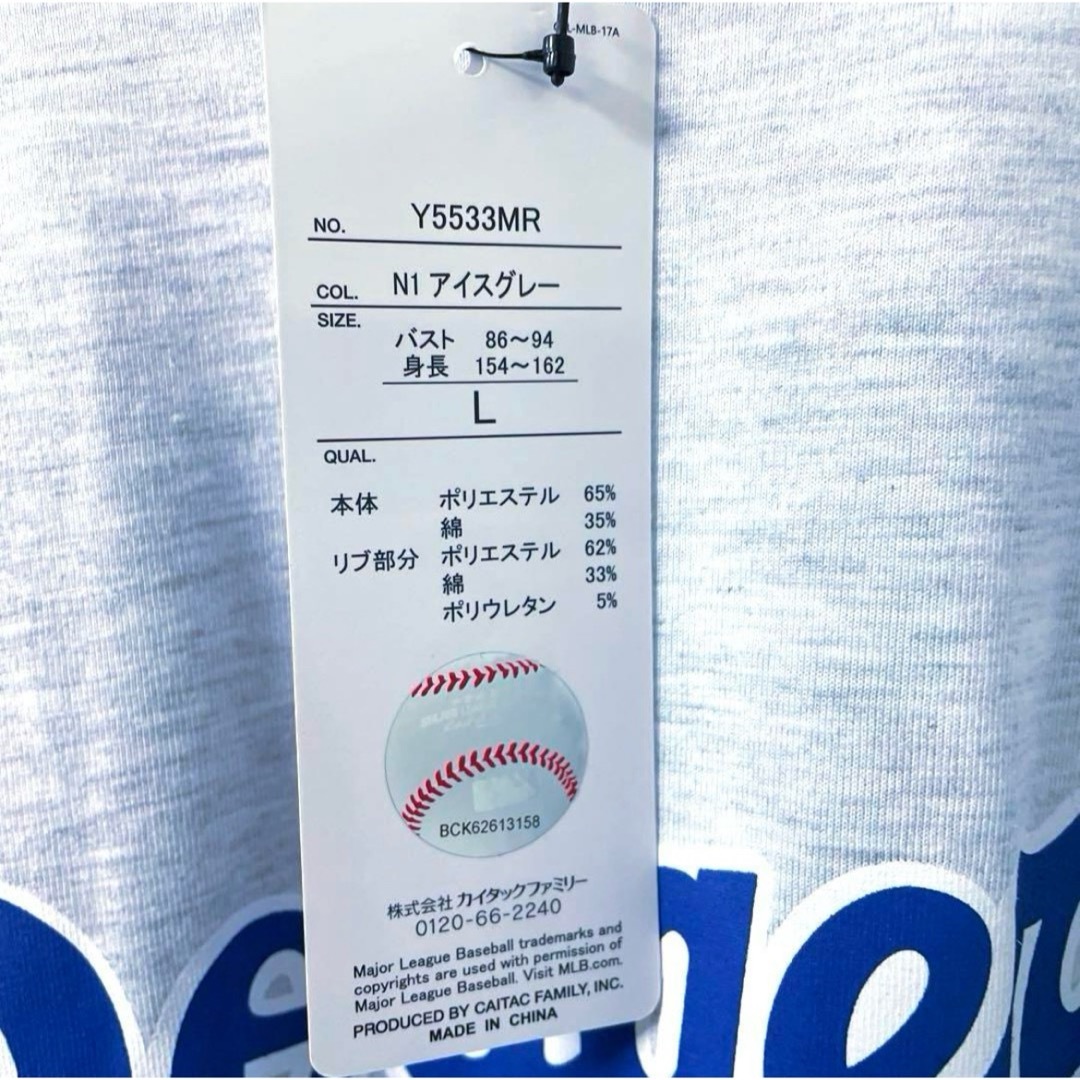 -MLB-17A
NO. Y5533MR
COL. N1 アイスグレー
SIZE.
バスト 86～94
身長 154～162
L
QUAL.
本体 ポリエステル 65%
綿 35%
リブ部分 ポリエステル 62%
綿 33%
ポリウレタン 5%
BCK62613158
株式会社 カイタックファミリー
0120-66-2240
Major League Baseball trademarks and
copyrights are used with permission of
Major League Baseball. Visit MLB.com.
PRODUCED BY CAITAC FAMILY, INC.
MADE IN CHINA